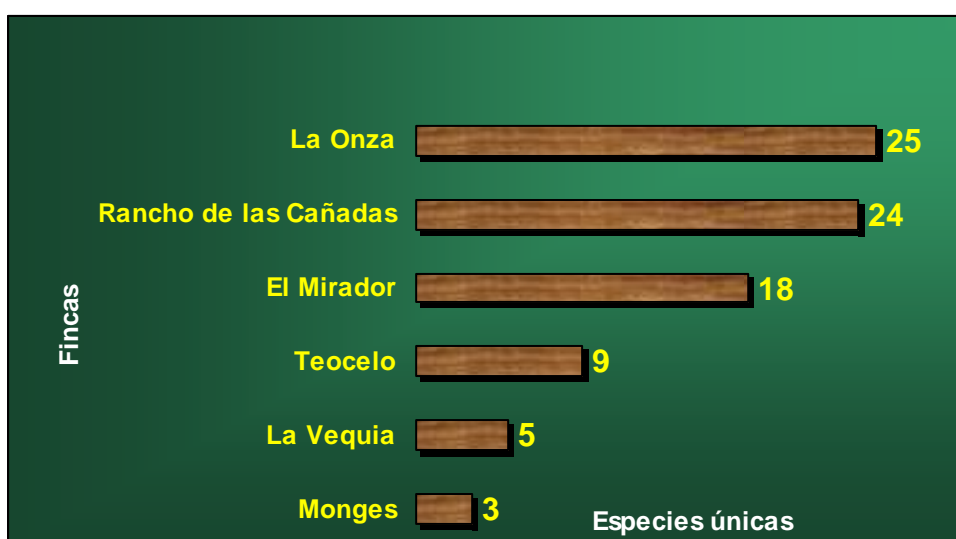 La Onza 25
Rancho de las Cañadas 24
El Mirador 18
Fincas
Teocelo 9
La Vequia 5
Monges 3
Especies únicas